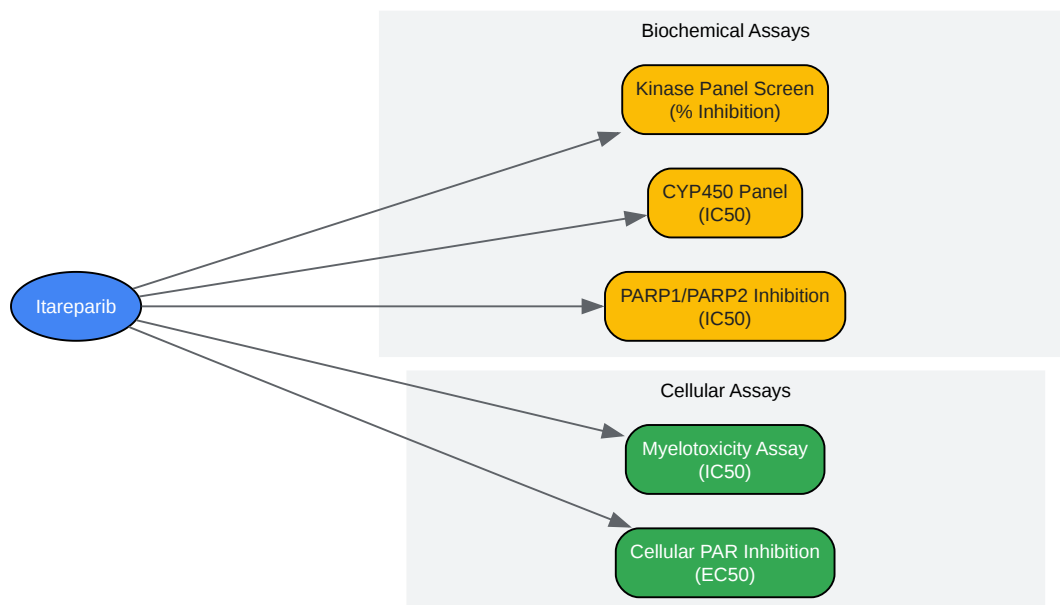 Biochemical Assays
Kinase Panel Screen
(% Inhibition)
CYP450 Panel
(IC50)
Itareparib
PARP1/PARP2 Inhibition
(IC50)
Cellular Assays
Myelotoxicity Assay
(IC50)
Cellular PAR Inhibition
(EC50)